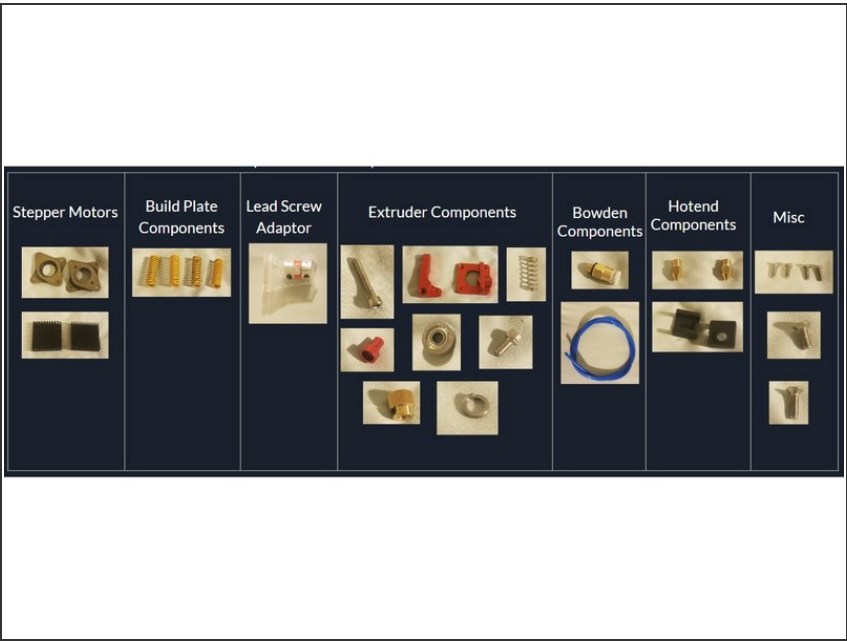 Stepper Motors
Build Plate
Components
Lead Screw
Adaptor
Extruder Components
Bowden
Components
Hotend
Components
Misc